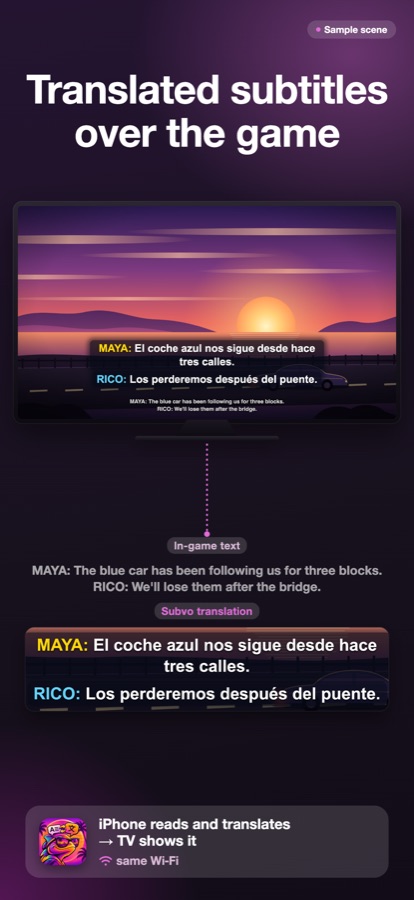 Sample scene
Translated subtitles
over the game
MAYA: El coche azul nos sigue desde hace
tres calles.
RICO: Los perderemos después del puente.
MAYA: The blue car has been following us for three blocks.
RICO: We'll lose them after the bridge.
In-game text
MAYA: The blue car has been following us for three blocks.
RICO: We'll lose them after the bridge.
Subvo translation
MAYA: El coche azul nos sigue desde hace
tres calles.
RICO: Los perderemos después del puente.
iPhone reads and translates
→ TV shows it
same Wi-Fi